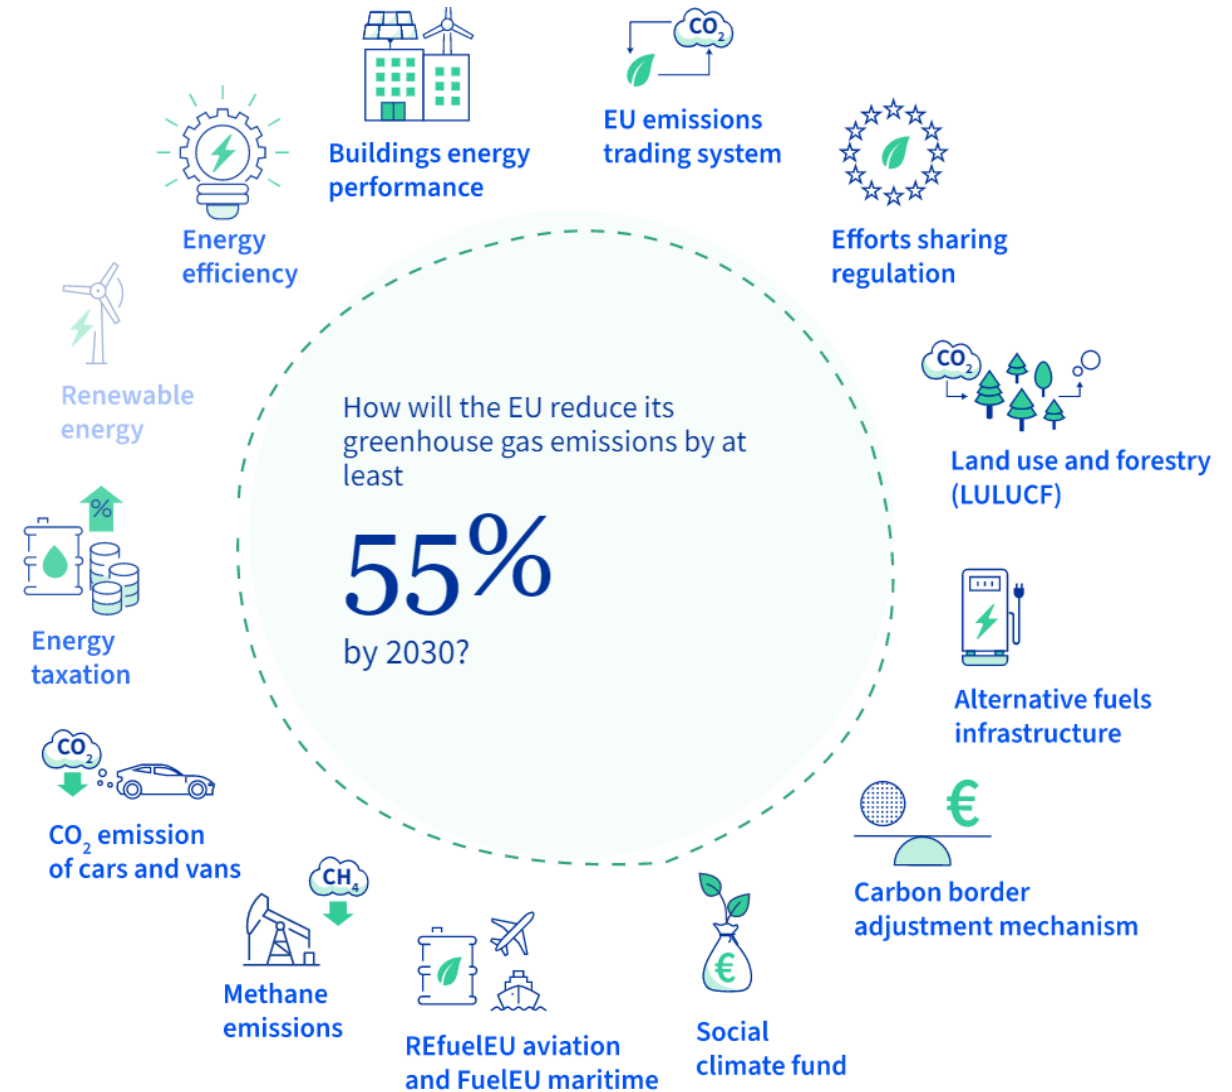 CO2
EU emissions
trading system
Buildings energy
performance
Efforts sharing
regulation
Energy
efficiency
CO2
Land use and forestry
(LULUCF)
Renewable
energy
How will the EU reduce its
greenhouse gas emissions by at
least
55%
by 2030?
%
Energy
taxation
Alternative fuels
infrastructure
CO2
CO2 emission
of cars and vans
€
Carbon border
adjustment mechanism
CH4
Methane
emissions
REfuelEU aviation
and FuelEU maritime
€
Social
climate fund